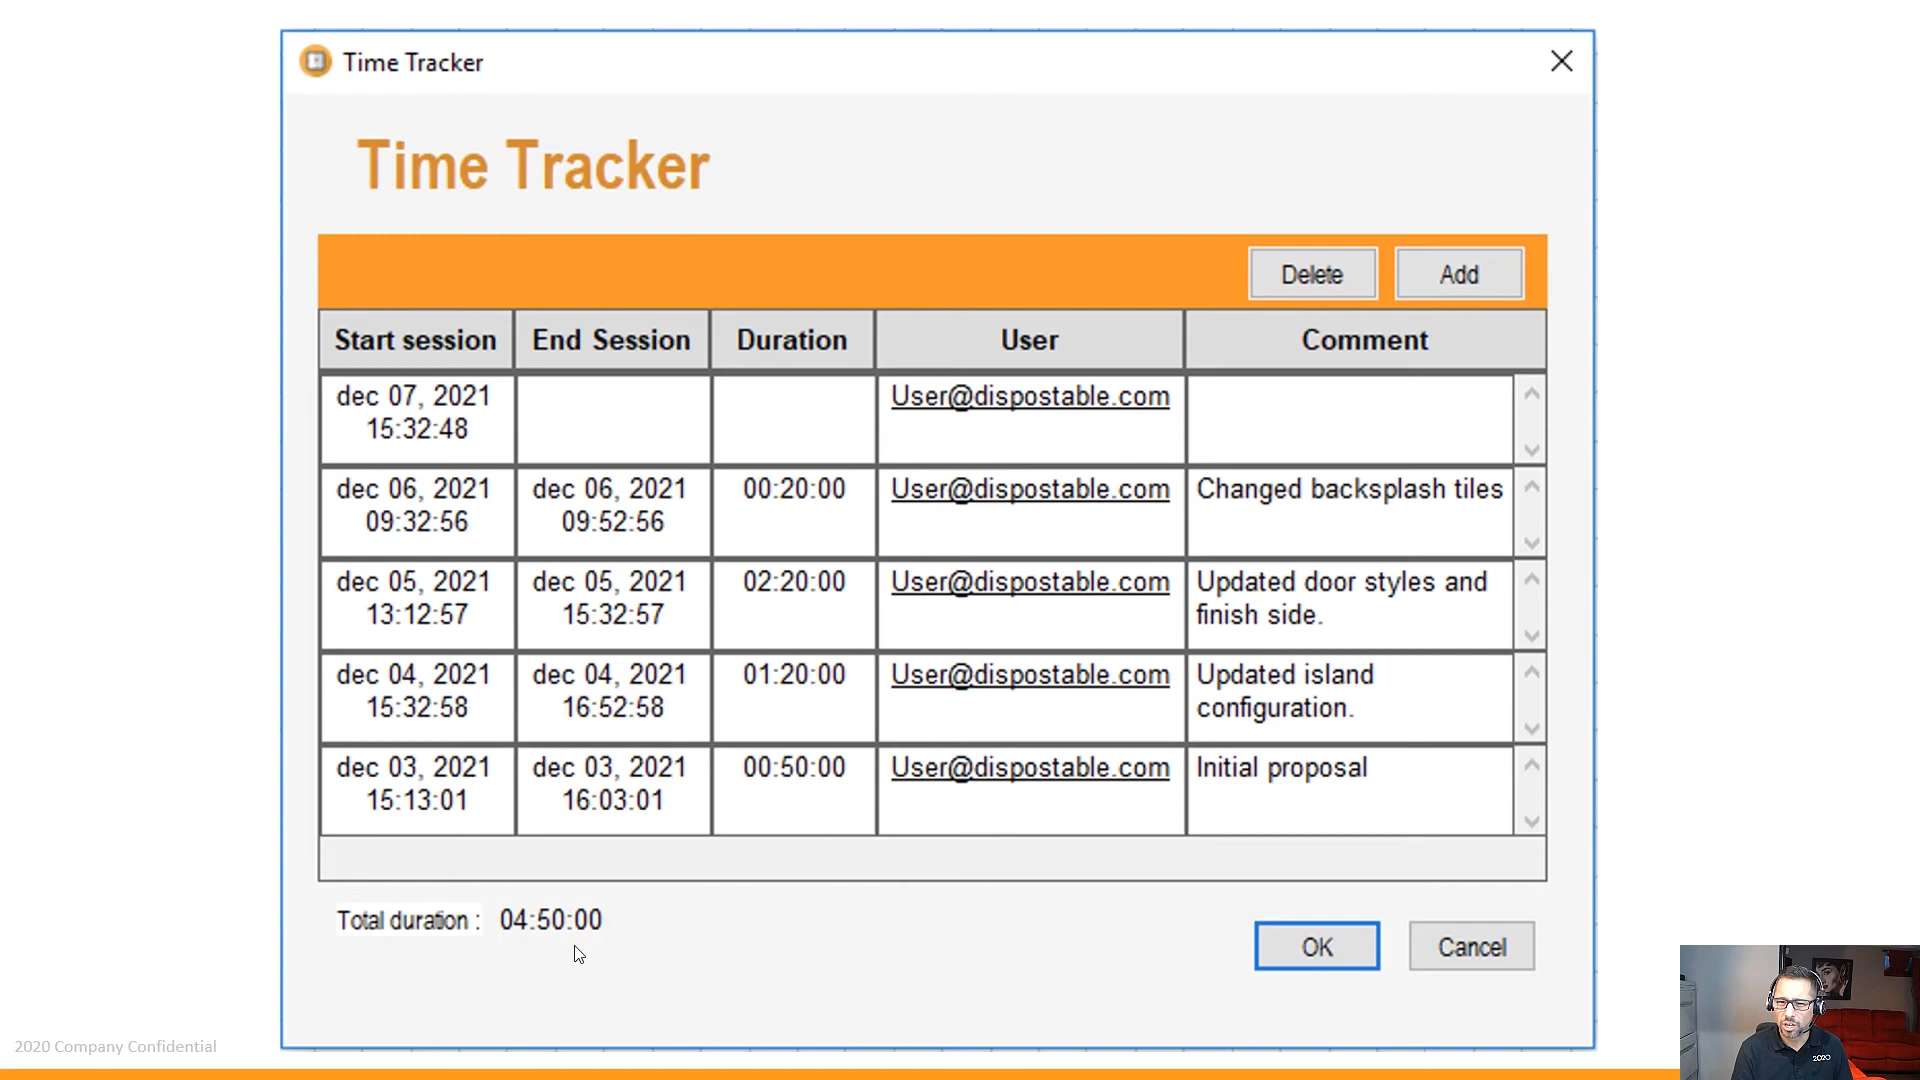 Time Tracker
Time Tracker
Delete Add
Start session End Session Duration User Comment
dec 07, 2021 User@dispostable.com
15:32:48
dec 06, 2021 dec 06, 2021 00:20:00 User@dispostable.com Changed backsplash tiles
09:32:56 09:52:56
dec 05, 2021 dec 05, 2021 02:20:00 User@dispostable.com Updated door styles and
13:12:57 15:32:57 finish side.
dec 04, 2021 dec 04, 2021 01:20:00 User@dispostable.com Updated island
15:32:58 16:52:58 configuration.
dec 03, 2021 dec 03, 2021 00:50:00 User@dispostable.com Initial proposal
15:13:01 16:03:01
Total duration : 04:50:00
OK Cancel
2020 Company Confidential
2020